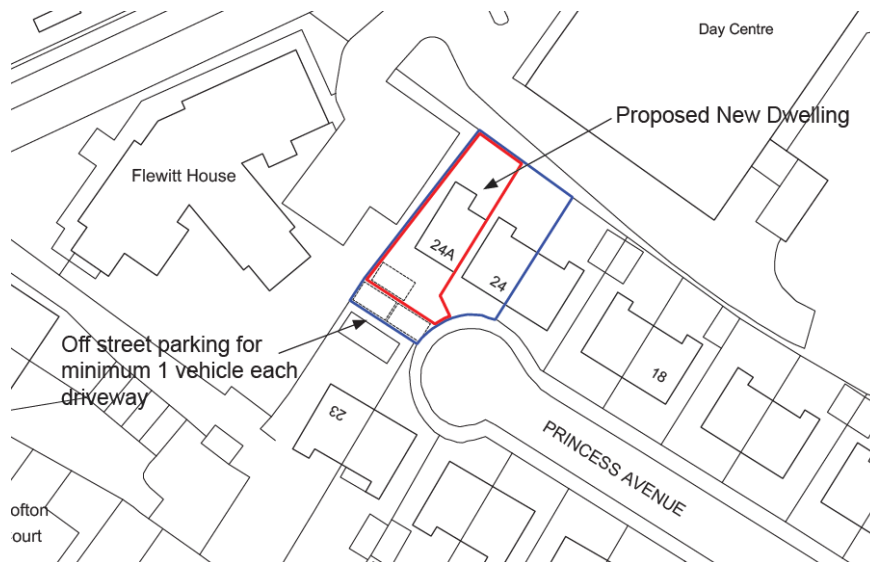 Day Centre
Proposed New Dwelling
Flewitt House
24A
24
Off street parking for
minimum 1 vehicle each
driveway
18
23
PRINCESS AVENUE
ofton
ourt